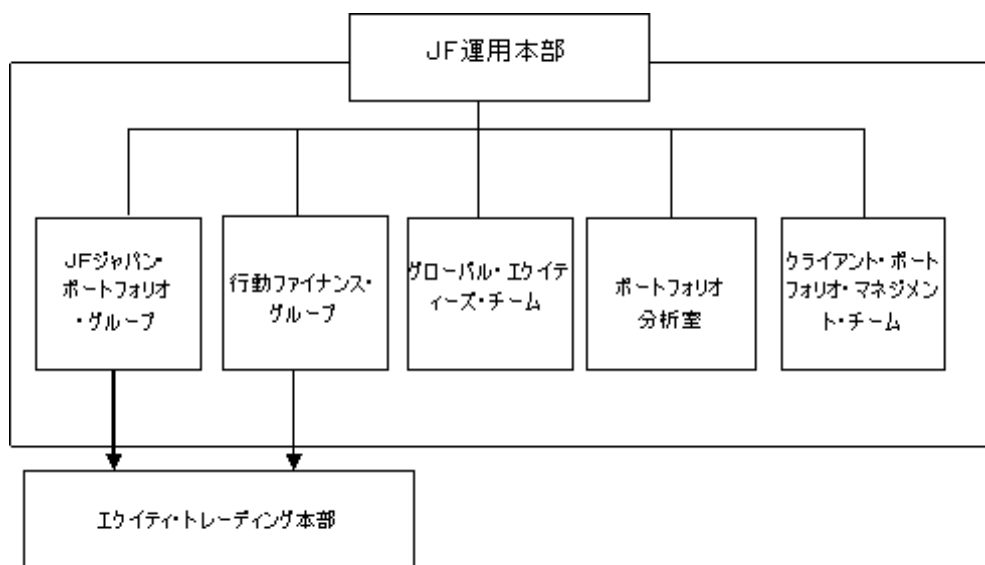 JF運用本部
JFジャパン・
ポートフォリオ
・グループ
行動ファイナンス・
グループ
グローバル・エクイテ
ィーズ・チーム
ポートフォリオ
分析室
クライアント・ポート
フォリオ・マネジメン
ト・チーム
エクイティ・トレーディング本部